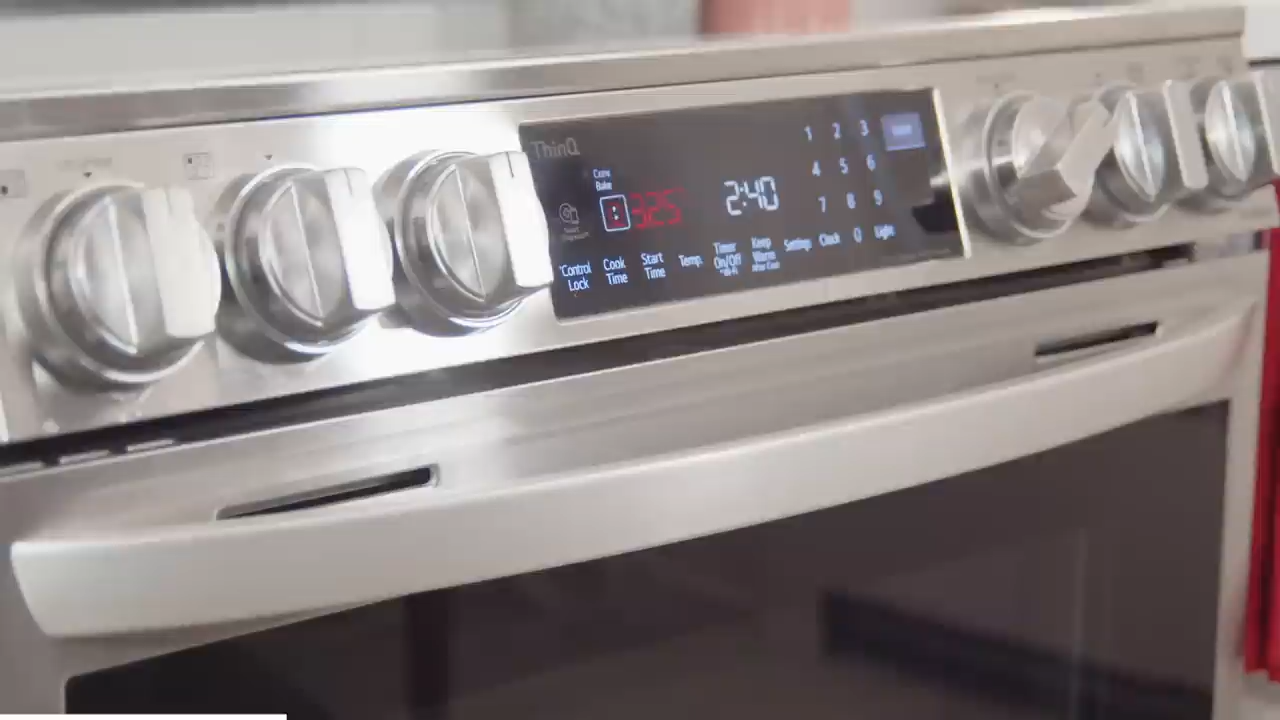 ThinQ
Conv
Bake
325
2:40
1 2 3
4 5 6
7 8 9
0
Control
Lock
Cook
Time
Start
Time
Temp.
Timer
On/Off
Keep
Warm
Settings
Clock
Light